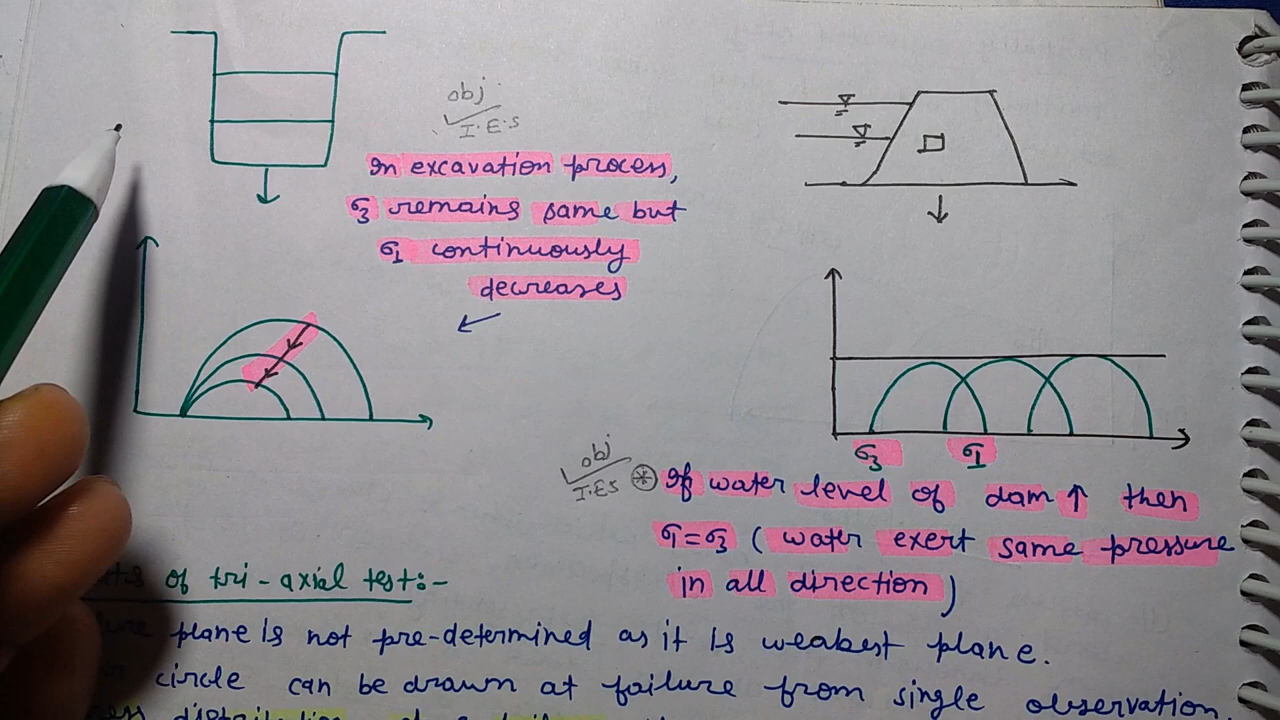 obj
I.E.S
In excavation process,
σ3 remains same but
σ1 continuously
decreases
σ3 σ1
obj
I.ES
If water level of dam ↑ then
σ1=σ3 (water exert same pressure
in all direction)
of tri-axial test:-
plane is not pre-determined as it is weakest plane.
circle can be drawn at failure from single observation.